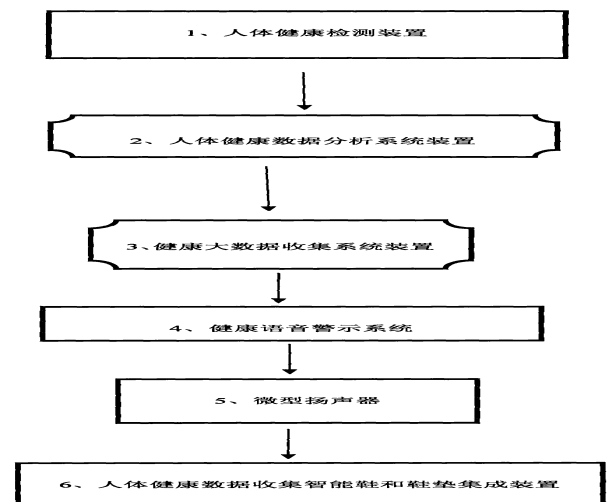 1、人体健康检测装置
2、人体健康数据分析系统装置
3、健康大数据收集系统装置
4、健康语音警示系统
5、微型扬声器
6、人体健康数据收集智能鞋和鞋垫集成装置